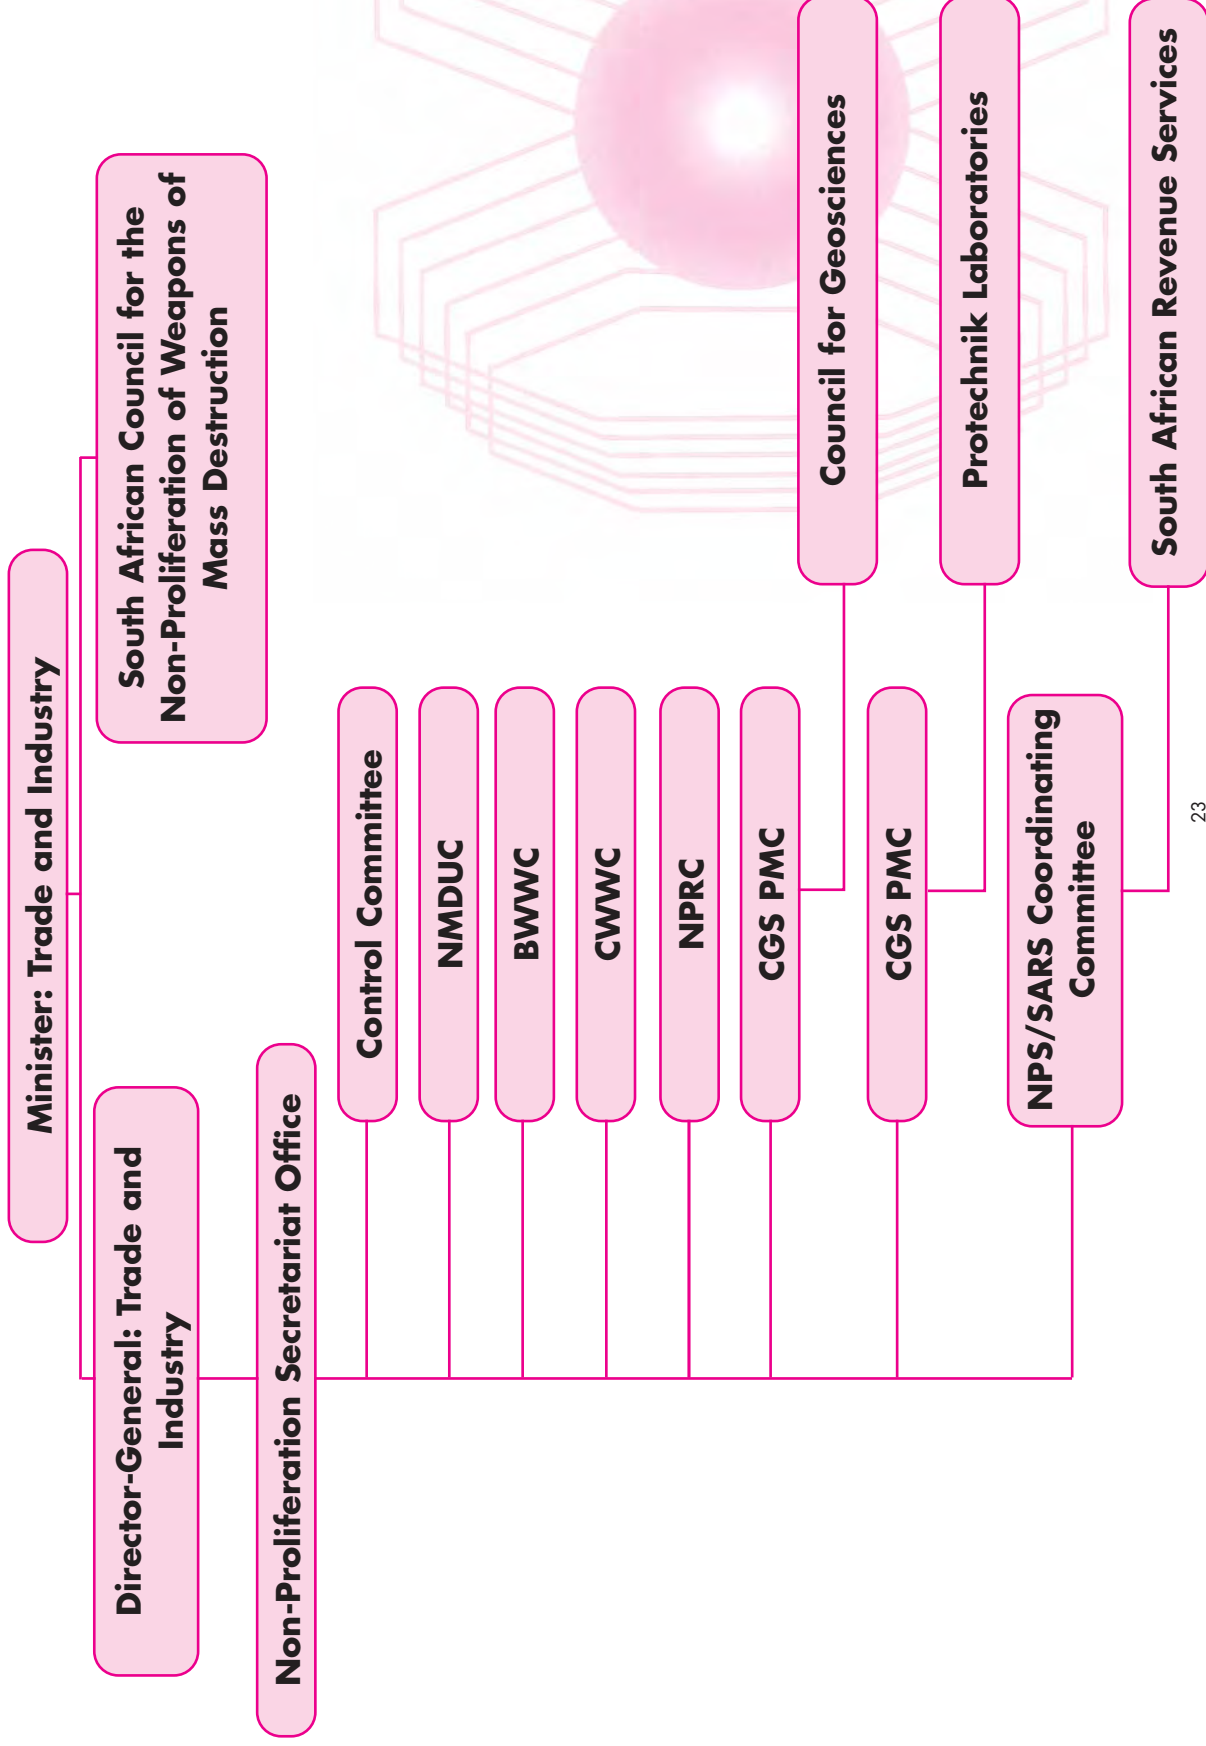 Minister: Trade and Industry
Director-General: Trade and
Industry
South African Council for the
Non-Proliferation of Weapons of
Mass Destruction
Non-Proliferation Secretariat Office
Control Committee
NMDUC
BWWC
CWWC
NPRC
CGS PMC
Council for Geosciences
CGS PMC
Protechnik Laboratories
NPS/SARS Coordinating
Committee
South African Revenue Services
23